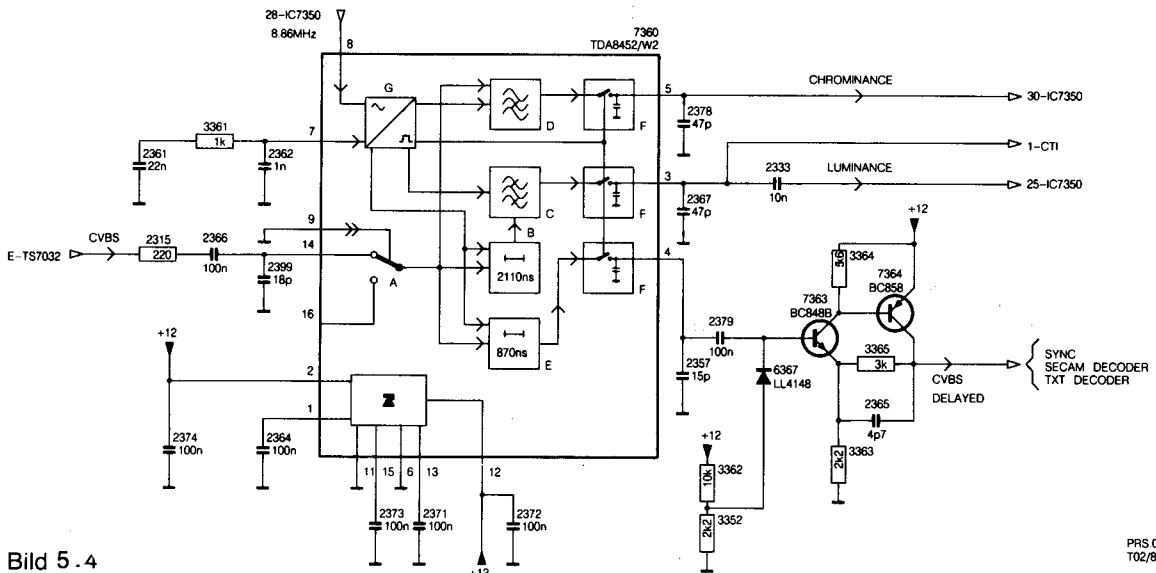 28-IC7350
8.86MHz
8
7360
TDA8452/W2
G
D
F
5
CHROMINANCE
30-IC7350
2378
47p
3361
1k
7
2361
22n
2362
1n
1-CTI
3
2333
10n
LUMINANCE
25-IC7350
2367
47p
C
F
B
9
E-TS7032
CVBS
2315
220
2366
100n
14
2399
18p
A
2110ns
4
F
16
870ns
E
+12
5k6
3364
7364
BC858
7363
BC848B
2379
100n
3365
3k
CVBS
DELAYED
SYNC
SECAM DECODER
TXT DECODER
2357
15p
6367
LL4148
2365
4p7
2k2
3363
+12
2
1
2374
100n
2364
100n
11
15
6
13
12
2373
100n
2371
100n
2372
100n
+12
+12
10k
3362
2k2
3352
Bild 5.4
PRS.0
T02/8